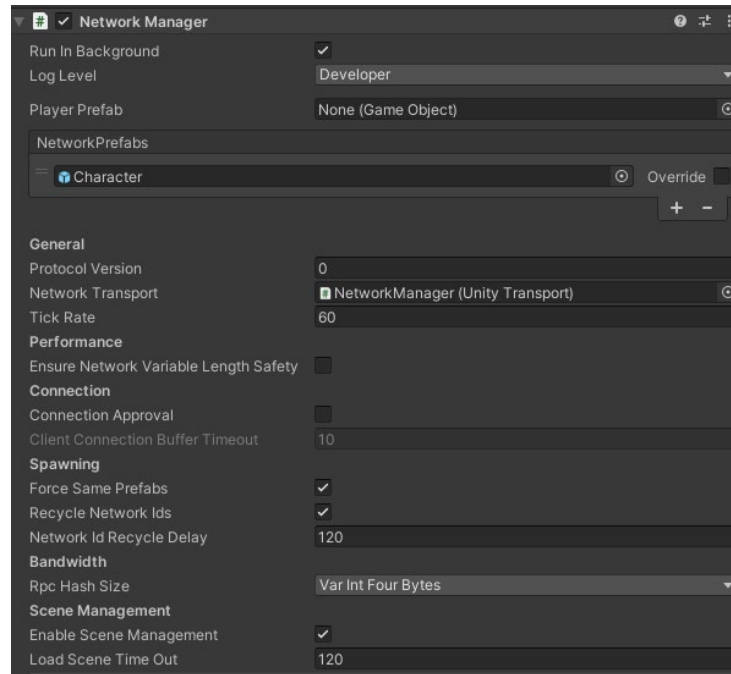 Network Manager
Run In Background
Log Level Developer
Player Prefab None (Game Object)
NetworkPrefabs
Character Override
General
Protocol Version 0
Network Transport NetworkManager (Unity Transport)
Tick Rate 60
Performance
Ensure Network Variable Length Safety
Connection
Connection Approval
Client Connection Buffer Timeout 10
Spawning
Force Same Prefabs
Recycle Network Ids
Network Id Recycle Delay 120
Bandwidth
Rpc Hash Size Var Int Four Bytes
Scene Management
Enable Scene Management
Load Scene Time Out 120